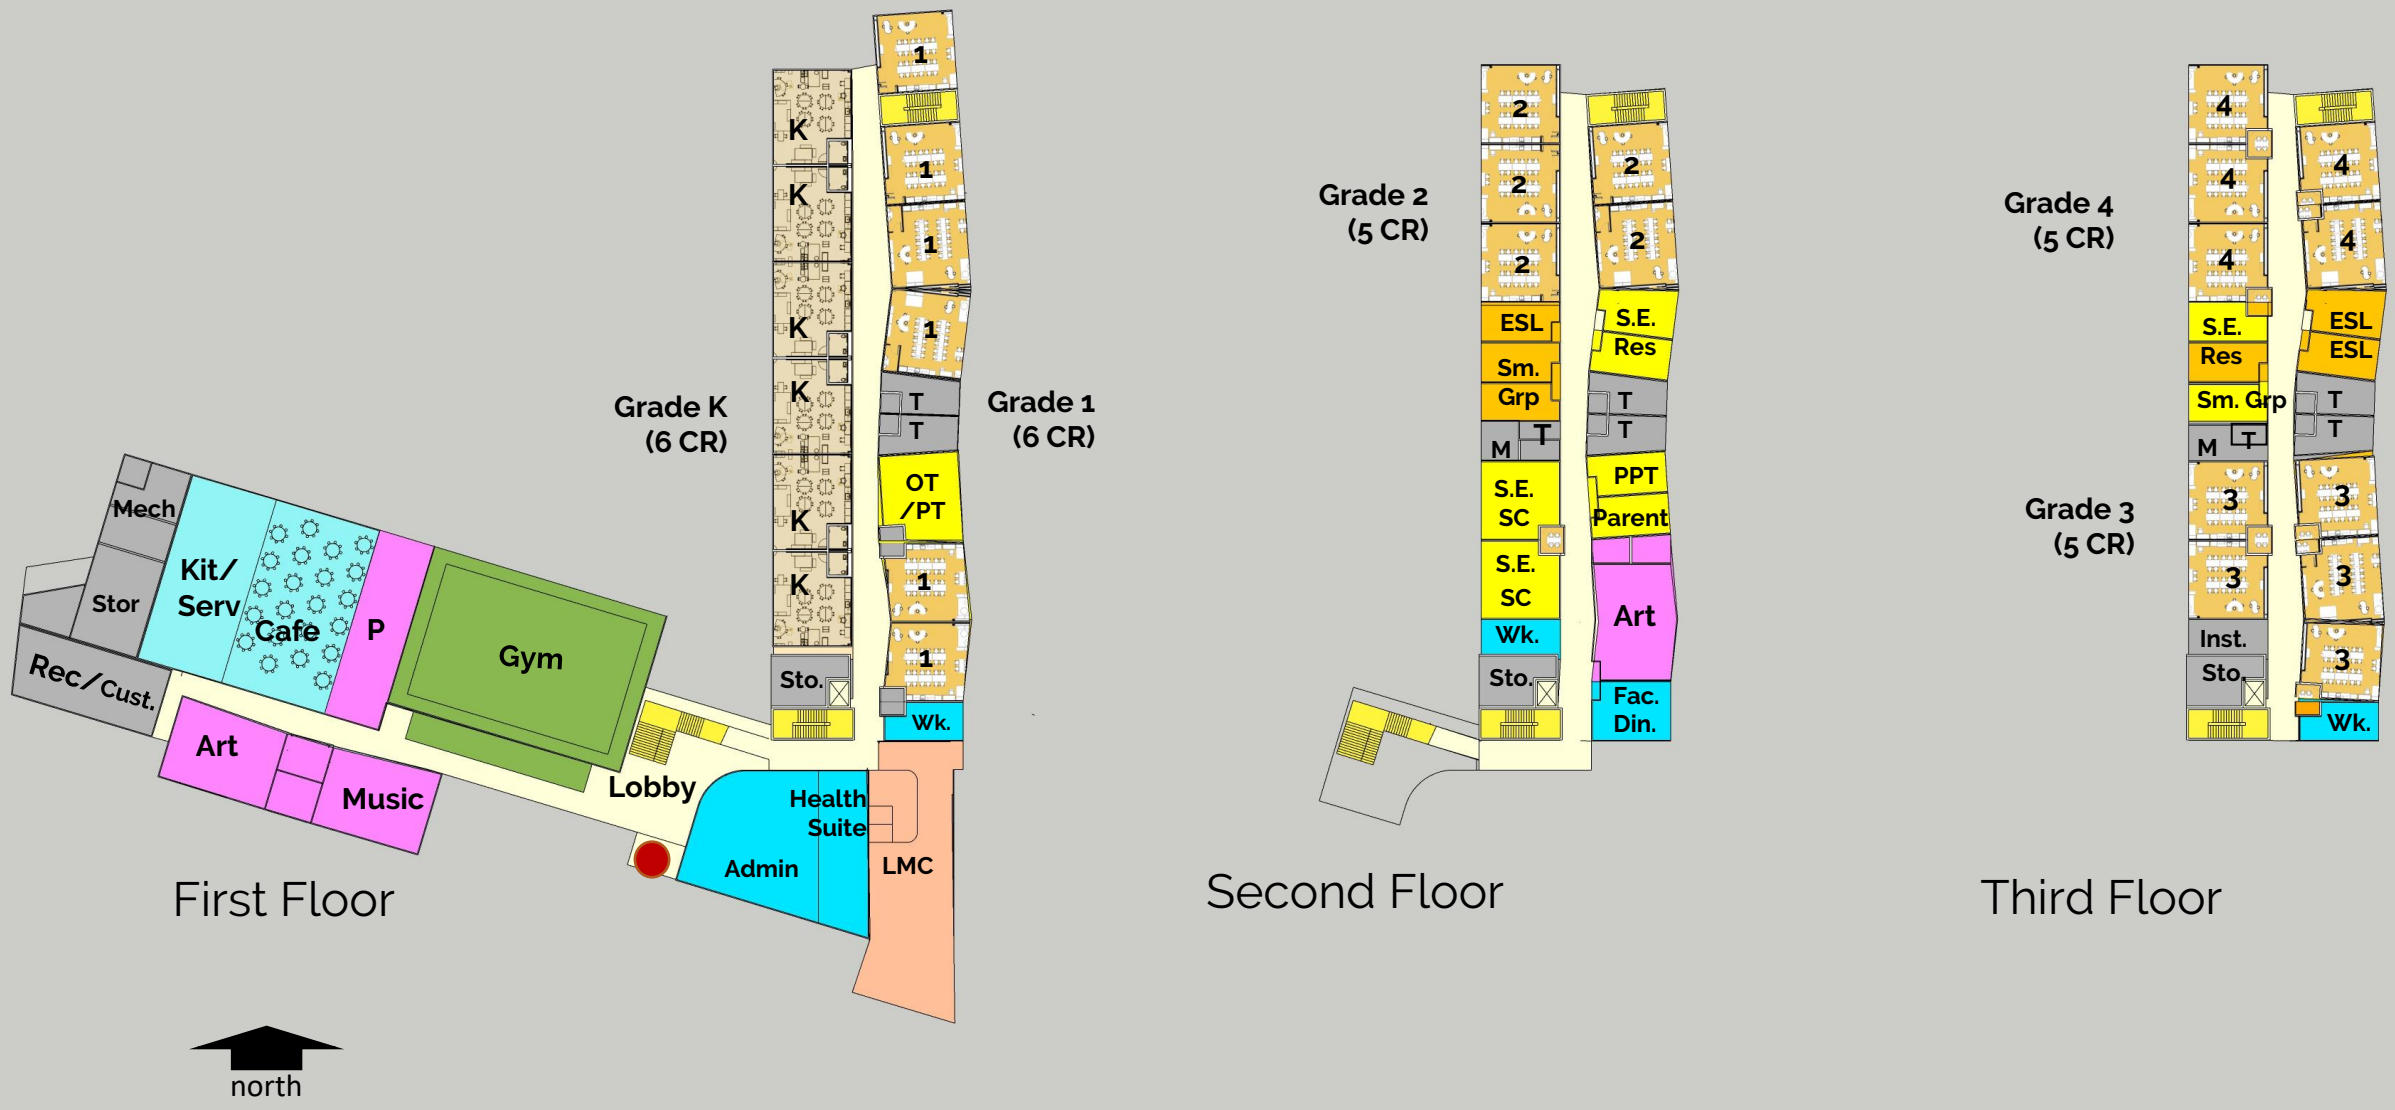 1
K
1
K
1
K
1
K
T
T
Grade K
(6 CR)
Grade 1
(6 CR)
OT
/PT
K
1
K
1
Sto.
Wk.
Mech
Kit/
Serv
Stor
Cafe
P
Gym
Rec/Cust.
Art
Music
Lobby
Health
Suite
Admin
LMC
First Floor
north
2
2
2
2
2
Grade 2
(5 CR)
ESL
S.E.
Res
Sm.
Grp
T
T
M
T
S.E.
SC
PPT
Parent
S.E.
SC
Art
Wk.
Sto.
Fac.
Din.
Second Floor
4
4
4
4
4
Grade 4
(5 CR)
S.E.
Res
ESL
ESL
Sm. Grp
T
T
M
T
Grade 3
(5 CR)
3
3
3
3
3
Inst.
Sto.
Wk.
Third Floor